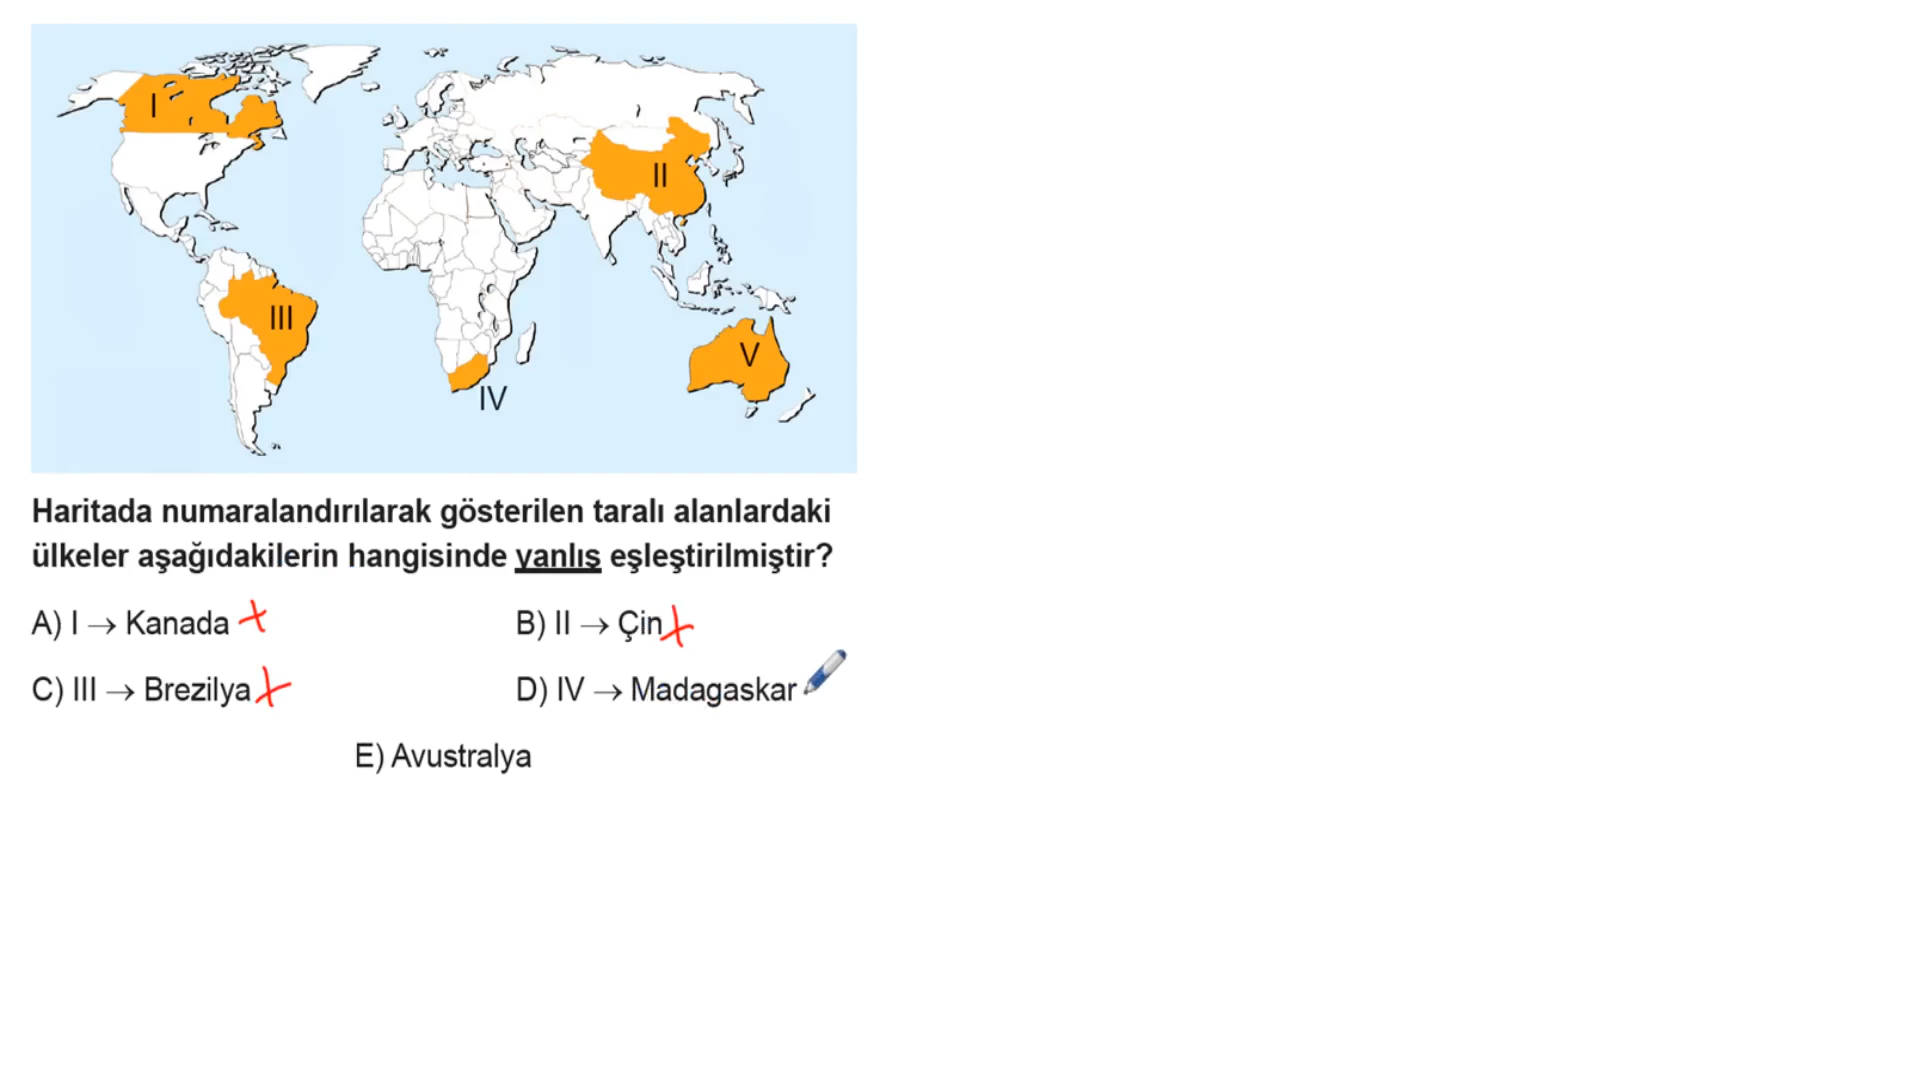 I
II
III
V
IV
Haritada numaralandırılarak gösterilen taralı alanlardaki
ülkeler aşağıdakilerin hangisinde yanlış eşleştirilmiştir?
A) I → Kanada
B) II → Çin
C) III → Brezilya
D) IV → Madagaskar
E) Avustralya